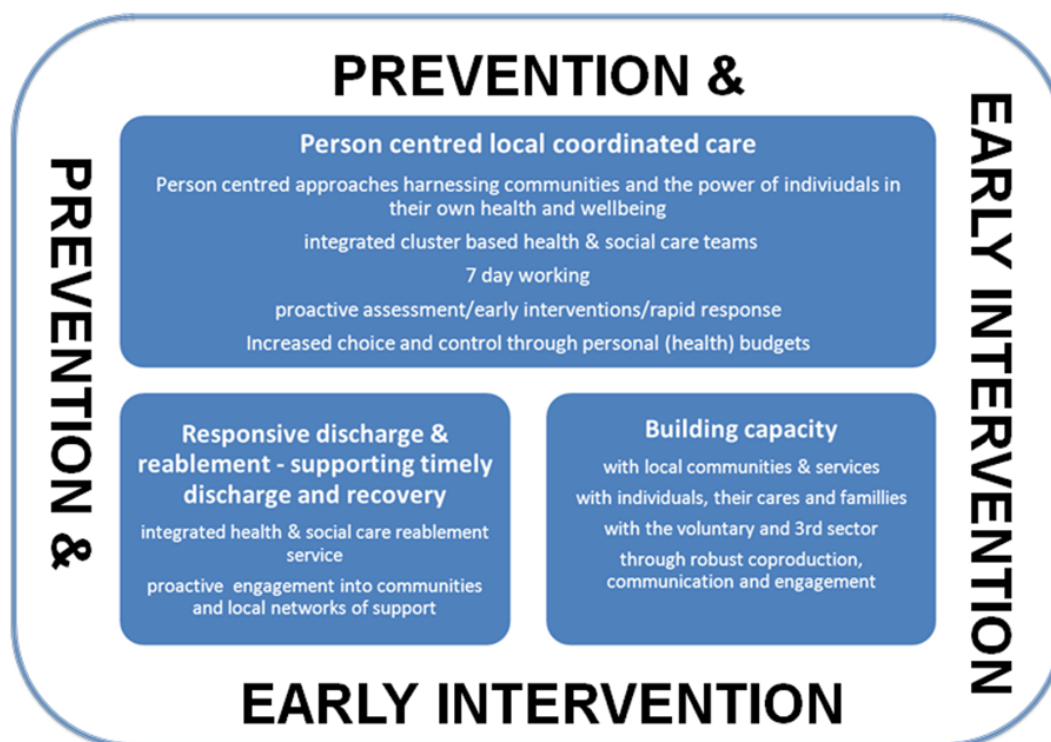 PREVENTION &
EARLY INTERVENTION
Person centred local coordinated care
Person centred approaches harnessing communities and the power of indiviudals in
their own health and wellbeing
integrated cluster based health & social care teams
7 day working
proactive assessment/early interventions/rapid response
Increased choice and control through personal (health) budgets
Responsive discharge &
reablement - supporting timely
discharge and recovery
integrated health & social care reablement
service
proactive engagement into communities
and local networks of support
Building capacity
with local communities & services
with individuals, their cares and famillies
with the voluntary and 3rd sector
through robust coproduction,
communication and engagement
PREVENTION &
EARLY INTERVENTION